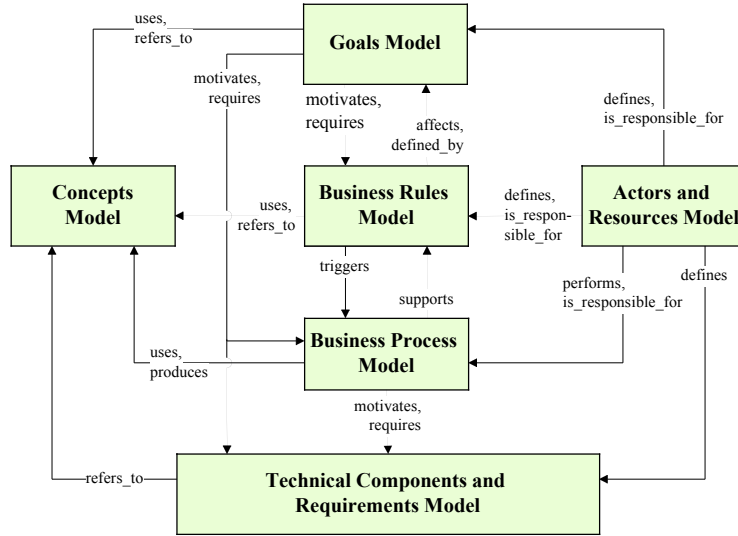 uses,
refers_to
Goals Model
motivates,
requires
motivates,
requires
affects,
defined_by
defines,
is_responsible_for
Concepts
Model
uses,
refers_to
Business Rules
Model
defines,
is_respon-
sible_for
Actors and
Resources Model
triggers
supports
performs,
is_responsible_for
defines
uses,
produces
Business Process
Model
motivates,
requires
refers_to
Technical Components and
Requirements Model